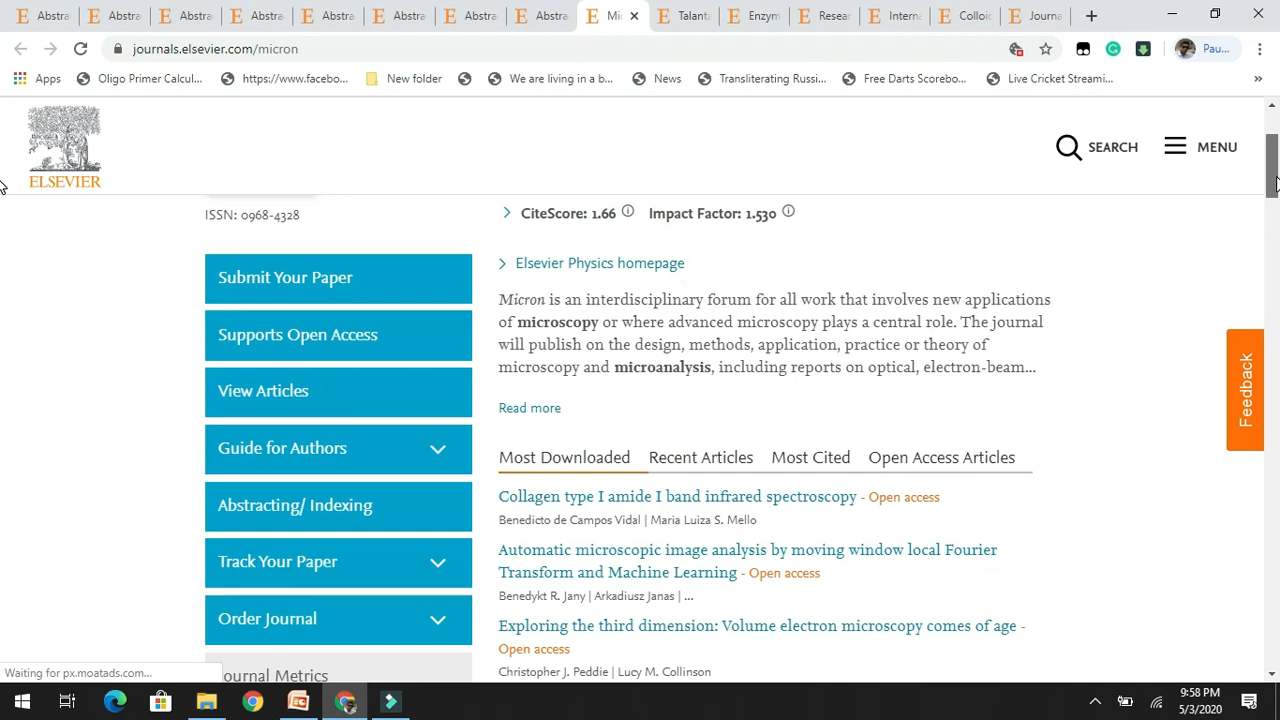 Abstra
Abstra
Abstra
Abstra
Abstra
Abstra
Abstra
Abstra
Mi
Talanta
Enzym
Resear
Intern
Colloid
Journa
journals.elsevier.com/micron
Pau...
Apps
Oligo Primer Calcul...
https://www.facebo...
New folder
We are living in a b...
News
Transliterating Russi...
Free Darts Scorebo...
Live Cricket Streami...
»
ELSEVIER
SEARCH
MENU
ISSN: 0968-4328
CiteScore: 1.66 Impact Factor: 1.530
Submit Your Paper
Supports Open Access
View Articles
Guide for Authors
Abstracting/ Indexing
Track Your Paper
Order Journal
Journal Metrics
Elsevier Physics homepage
Micron is an interdisciplinary forum for all work that involves new applications
of microscopy or where advanced microscopy plays a central role. The journal
will publish on the design, methods, application, practice or theory of
microscopy and microanalysis, including reports on optical, electron-beam...
Read more
Most Downloaded Recent Articles Most Cited Open Access Articles
Collagen type I amide I band infrared spectroscopy - Open access
Benedicto de Campos Vidal | Maria Luiza S. Mello
Automatic microscopic image analysis by moving window local Fourier
Transform and Machine Learning - Open access
Benedykt R. Jany | Arkadiusz Janas | ...
Exploring the third dimension: Volume electron microscopy comes of age -
Open access
Christopher J. Peddie | Lucy M. Collinson
Feedback
Waiting for px.moatads.com...
9:58 PM
5/3/2020